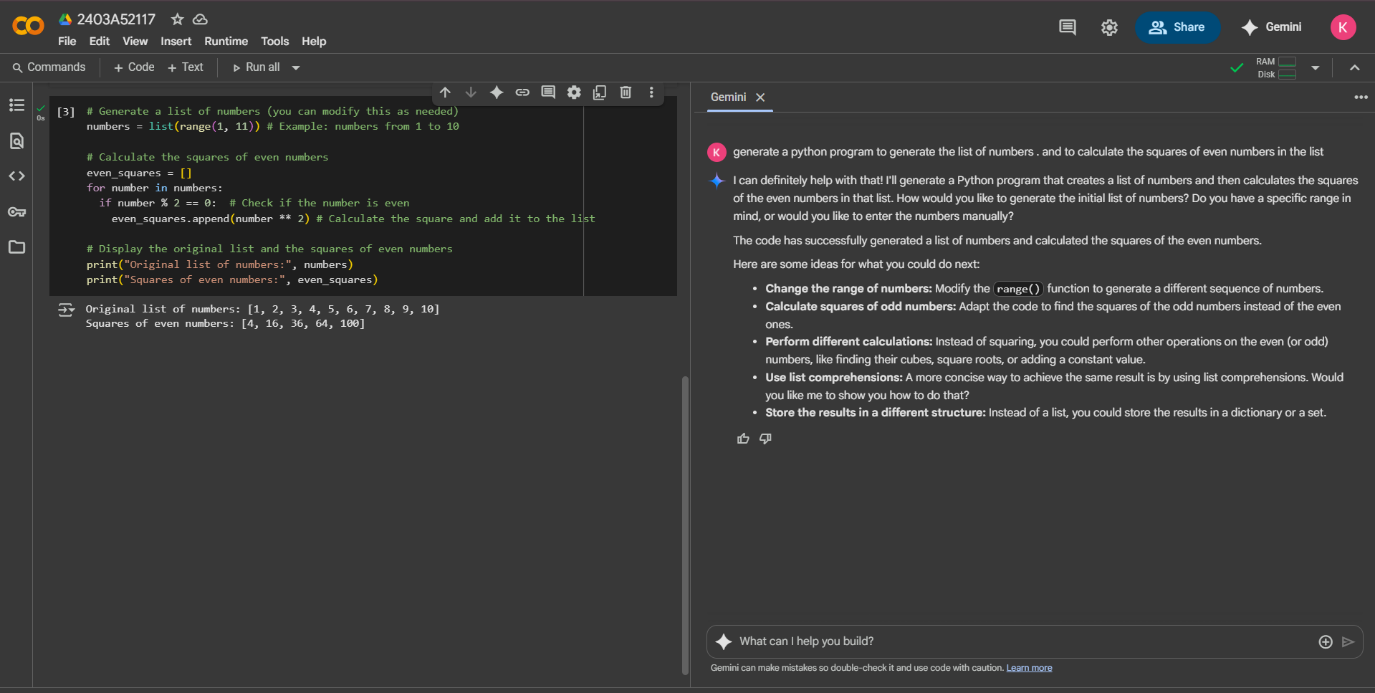 2403A52117
File Edit View Insert Runtime Tools Help
Share
Gemini
K
Commands + Code + Text Run all
RAM
Disk
[3]
0s
# Generate a list of numbers (you can modify this as needed)
numbers = list(range(1, 11)) # Example: numbers from 1 to 10
# Calculate the squares of even numbers
even_squares = []
for number in numbers:
if number % 2 == 0: # Check if the number is even
even_squares.append(number ** 2) # Calculate the square and add it to the list
# Display the original list and the squares of even numbers
print("Original list of numbers:", numbers)
print("Squares of even numbers:", even_squares)
Original list of numbers: [1, 2, 3, 4, 5, 6, 7, 8, 9, 10]
Squares of even numbers: [4, 16, 36, 64, 100]
Gemini
K
generate a python program to generate the list of numbers . and to calculate the squares of even numbers in the list
I can definitely help with that! I'll generate a Python program that creates a list of numbers and then calculates the squares
of the even numbers in that list. How would you like to generate the initial list of numbers? Do you have a specific range in
mind, or would you like to enter the numbers manually?
The code has successfully generated a list of numbers and calculated the squares of the even numbers.
Here are some ideas for what you could do next:
• Change the range of numbers: Modify the range() function to generate a different sequence of numbers.
• Calculate squares of odd numbers: Adapt the code to find the squares of the odd numbers instead of the even
ones.
• Perform different calculations: Instead of squaring, you could perform other operations on the even (or odd)
numbers, like finding their cubes, square roots, or adding a constant value.
• Use list comprehensions: A more concise way to achieve the same result is by using list comprehensions. Would
you like me to show you how to do that?
• Store the results in a different structure: Instead of a list, you could store the results in a dictionary or a set.
What can I help you build?
Gemini can make mistakes so double-check it and use code with caution. Learn more